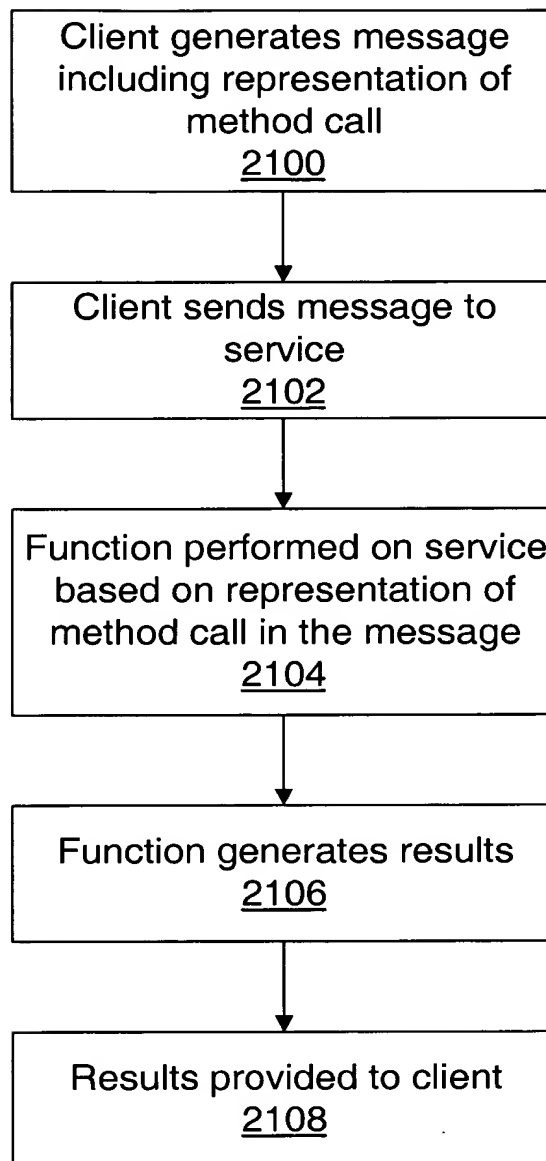 Client generates message
including representation of
method call
2100
Client sends message to
service
2102
Function performed on service
based on representation of
method call in the message
2104
Function generates results
2106
Results provided to client
2108